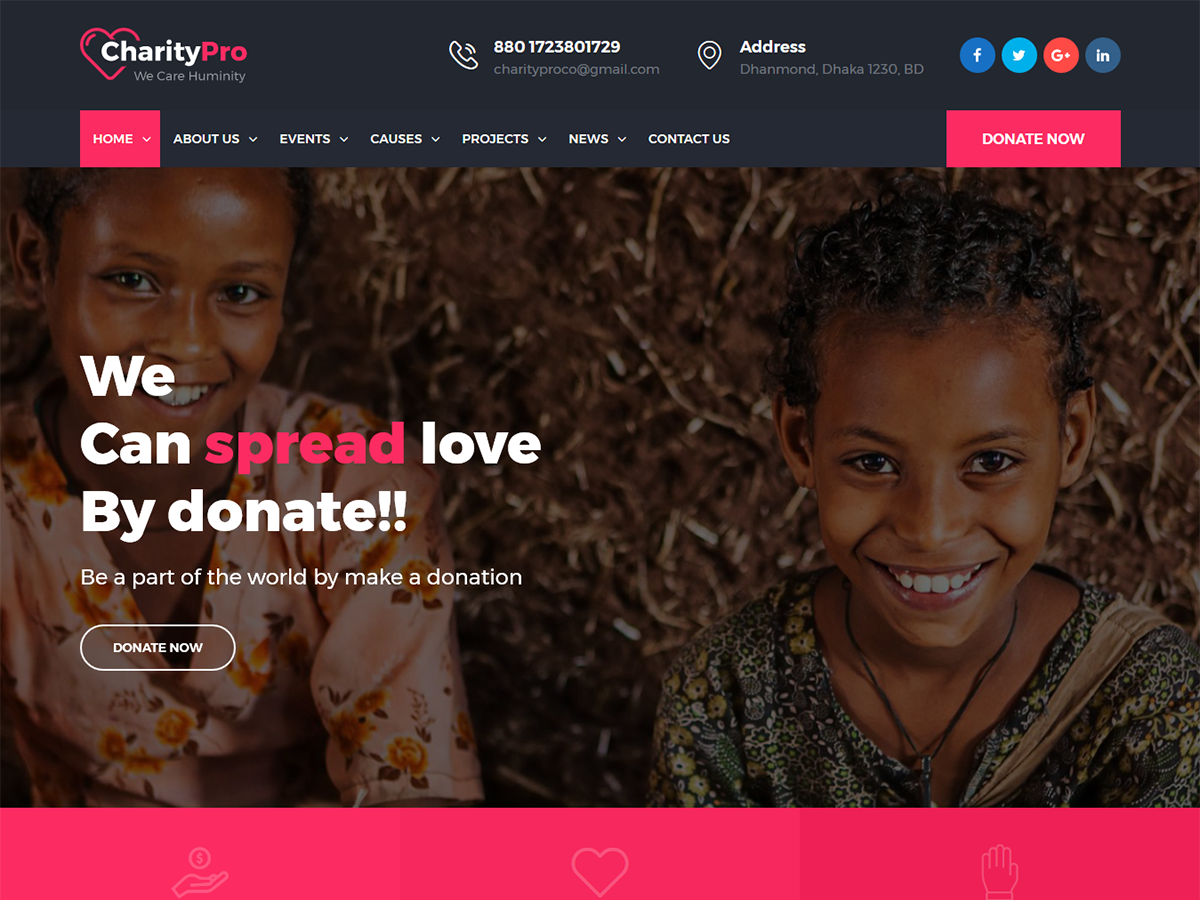 CharityPro
We Care Huminity
880 1723801729
charityproco@gmail.com
Address
Dhanmond, Dhaka 1230, BD
f
G+
in
HOME
ABOUT US
EVENTS
CAUSES
PROJECTS
NEWS
CONTACT US
DONATE NOW
We
Can spread love
By donate!!
Be a part of the world by make a donation
DONATE NOW
$